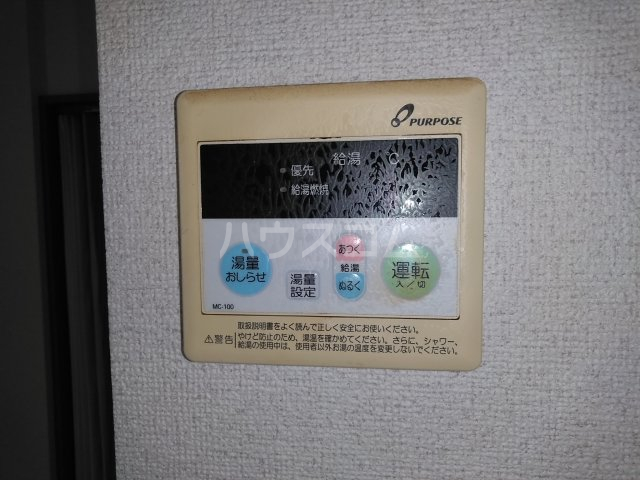 PURPOSE
給湯 ℃
優先
給湯燃焼
湯量
おしらせ
湯量
設定
あつく
給湯
ぬるく
運転
入／切
MC-100
取扱説明書をよく読んで正しく安全にお使いください。
⚠警告
やけど防止のため、湯温を確かめてください。さらに、シャワー、
給湯の使用中は、使用者以外お湯の温度を変更しないでください。